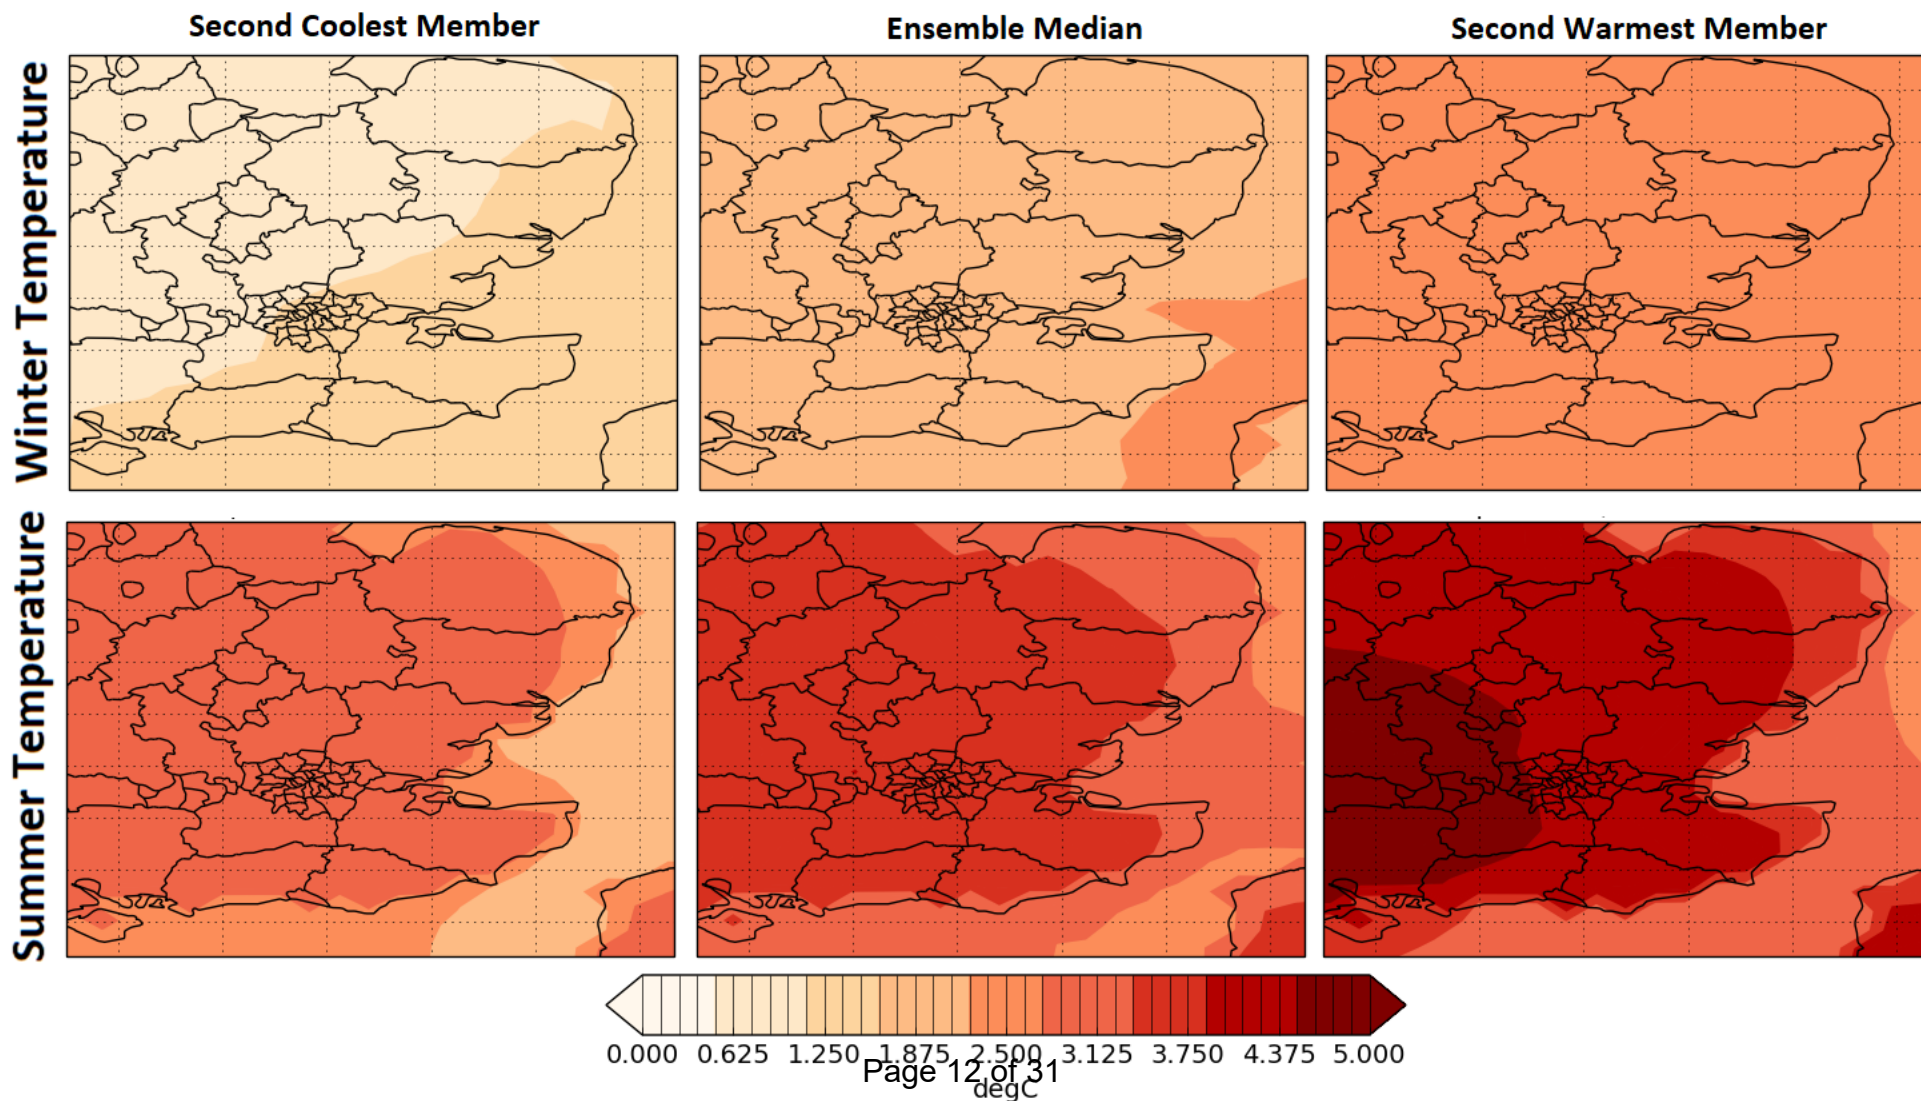 Second Coolest Member
Ensemble Median
Second Warmest Member
Winter Temperature
Summer Temperature
0.000 0.625 1.250 1.875 2.500 3.125 3.750 4.375 5.000
Page 12 of 31
degC